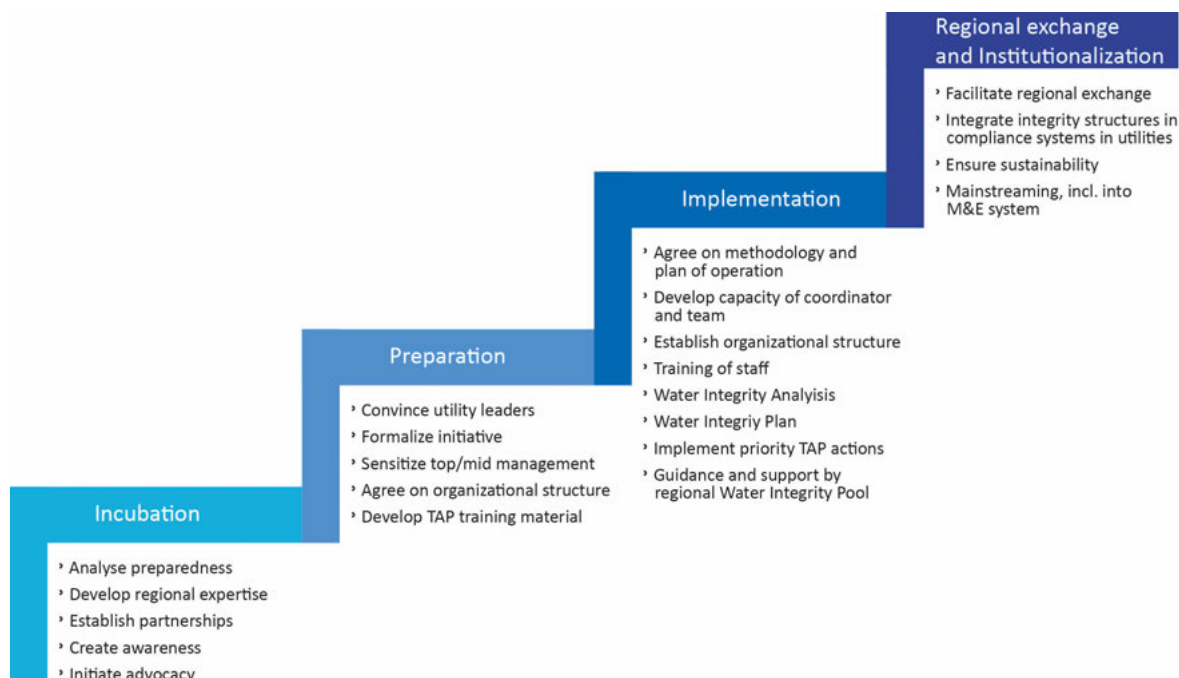 Regional exchange
and Institutionalization
› Facilitate regional exchange
› Integrate integrity structures in
compliance systems in utilities
› Ensure sustainability
› Mainstreaming, incl. into
M&E system
Implementation
› Agree on methodology and
plan of operation
› Develop capacity of coordinator
and team
› Establish organizational structure
› Training of staff
› Water Integrity Analyisis
› Water Integriy Plan
› Implement priority TAP actions
› Guidance and support by
regional Water Integrity Pool
Preparation
› Convince utility leaders
› Formalize initiative
› Sensitize top/mid management
› Agree on organizational structure
› Develop TAP training material
Incubation
› Analyse preparedness
› Develop regional expertise
› Establish partnerships
› Create awareness
› Initiate advocacy